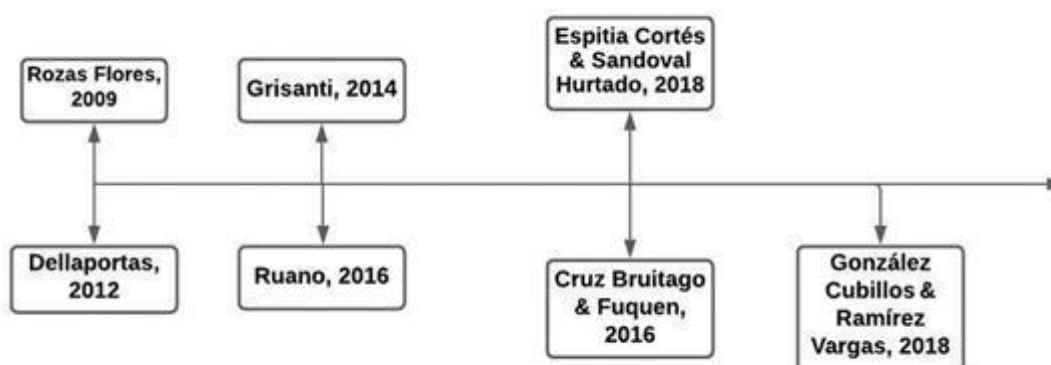 Rozas Flores,
2009
Grisanti, 2014
Espitia Cortés
& Sandoval
Hurtado, 2018
Dellaportas,
2012
Ruano, 2016
Cruz Bruitago
& Fuquen,
2016
González
Cubillos &
Ramírez
Vargas, 2018